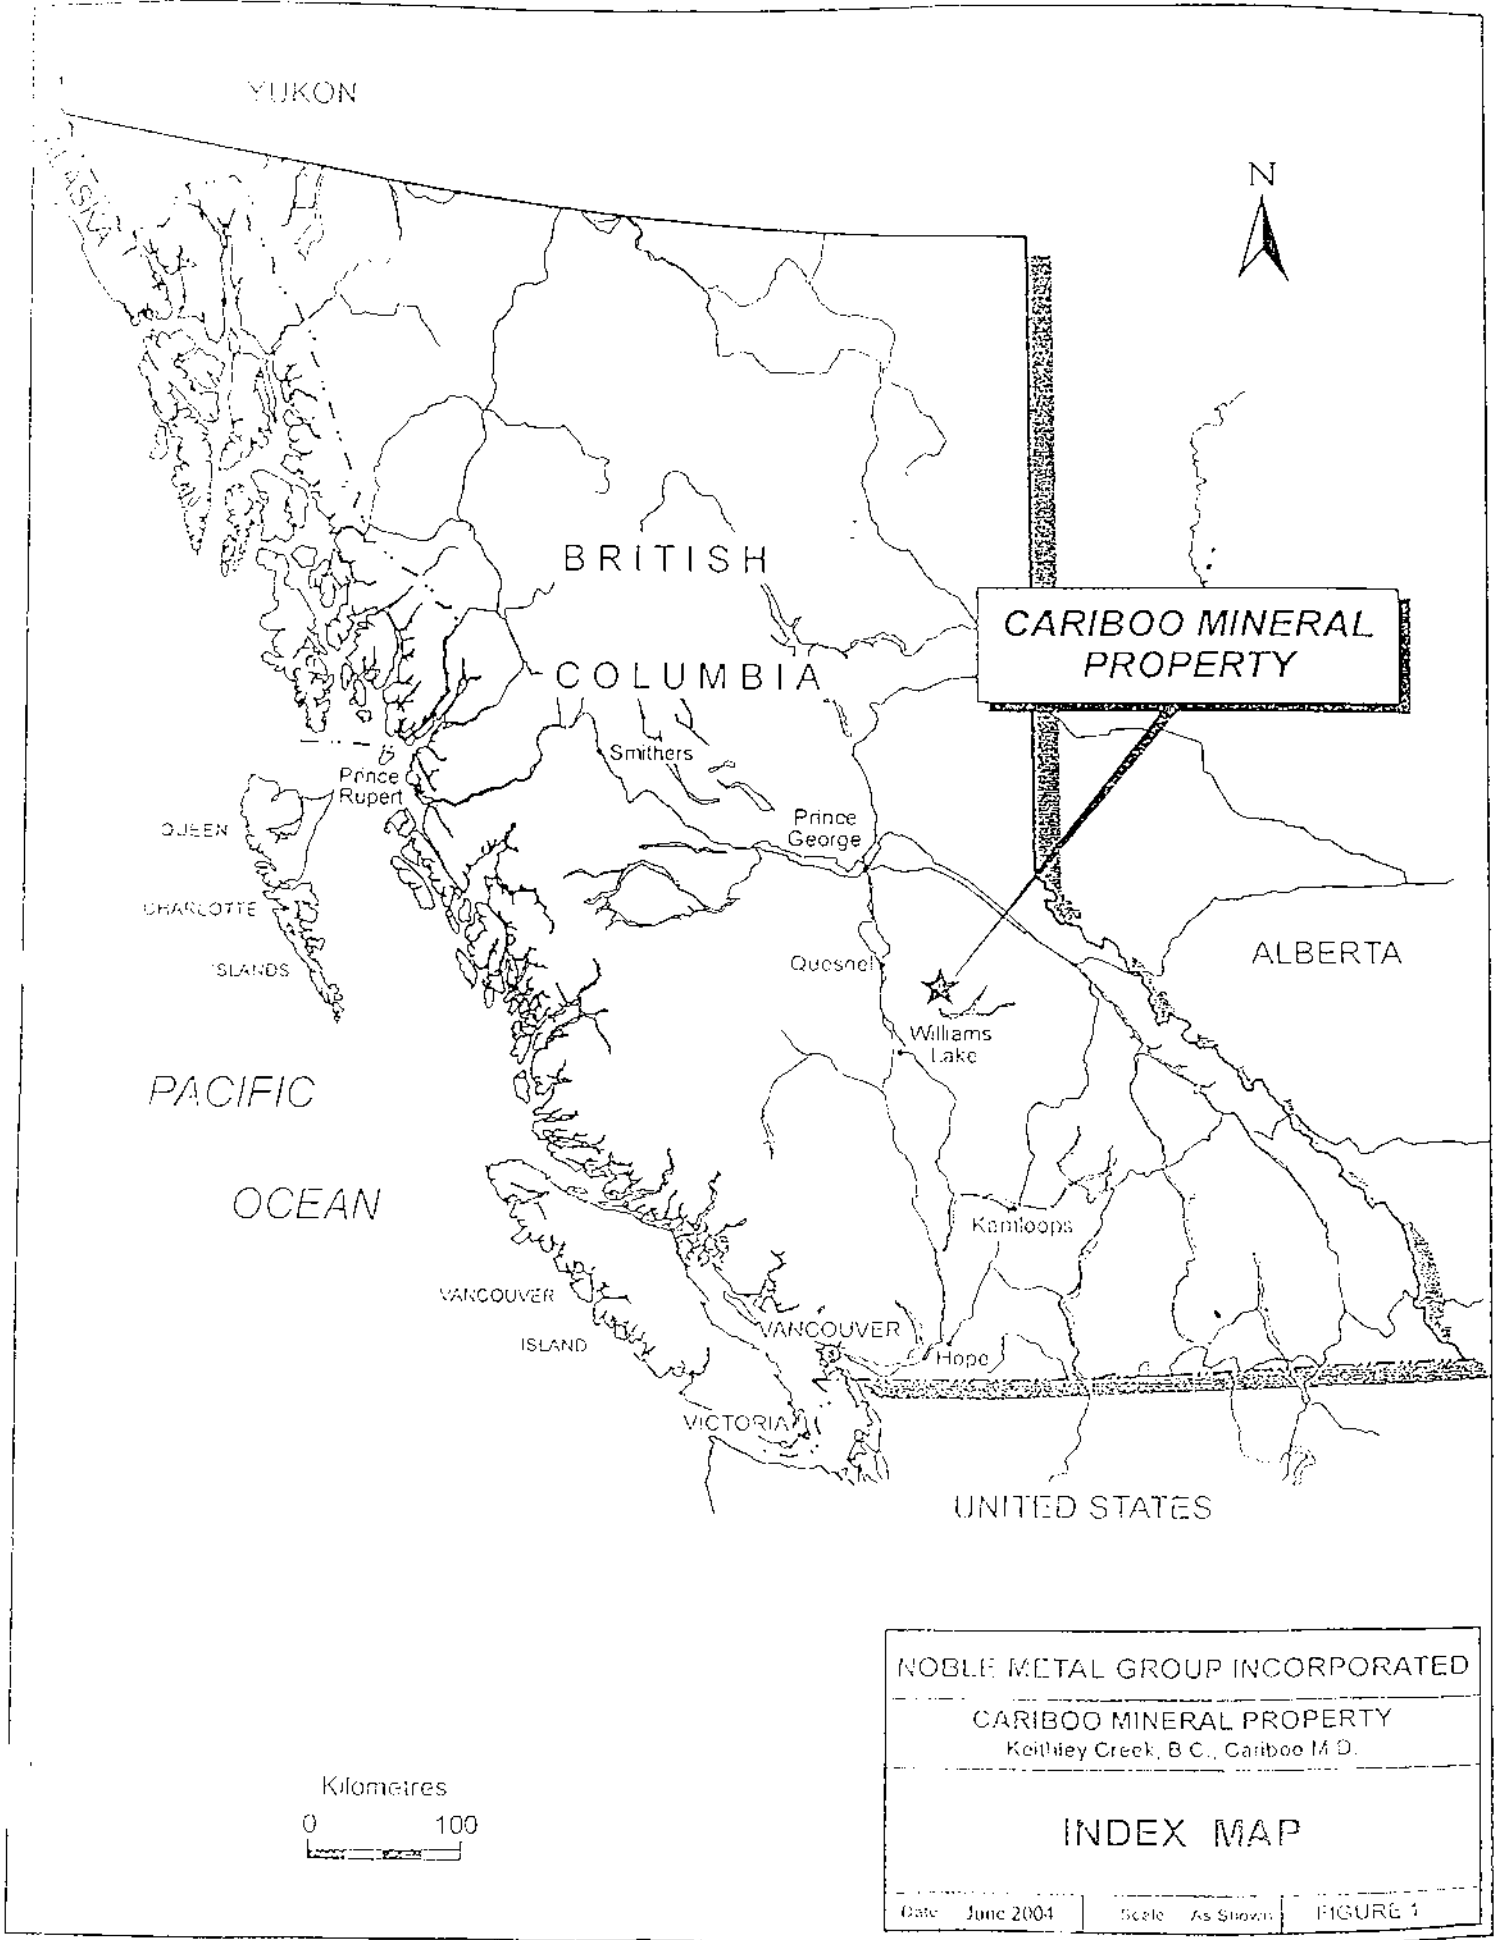 YUKON
N
BRITISH
CARIBOO MINERAL
PROPERTY
COLUMBIA
Smithers
Prince
Rupert
Prince
George
QUEEN
CHARLOTTE
ISLANDS
Quesnel
ALBERTA
Williams
Lake
PACIFIC
OCEAN
Kamloops
VANCOUVER
ISLAND
VANCOUVER
Hope
VICTORIA
UNITED STATES
NOBLE METAL GROUP INCORPORATED
CARIBOO MINERAL PROPERTY
Keithley Creek, B.C., Cariboo M.D.
Kilometres
0 100
INDEX MAP
Date June 2004 Scale As Shown FIGURE 1